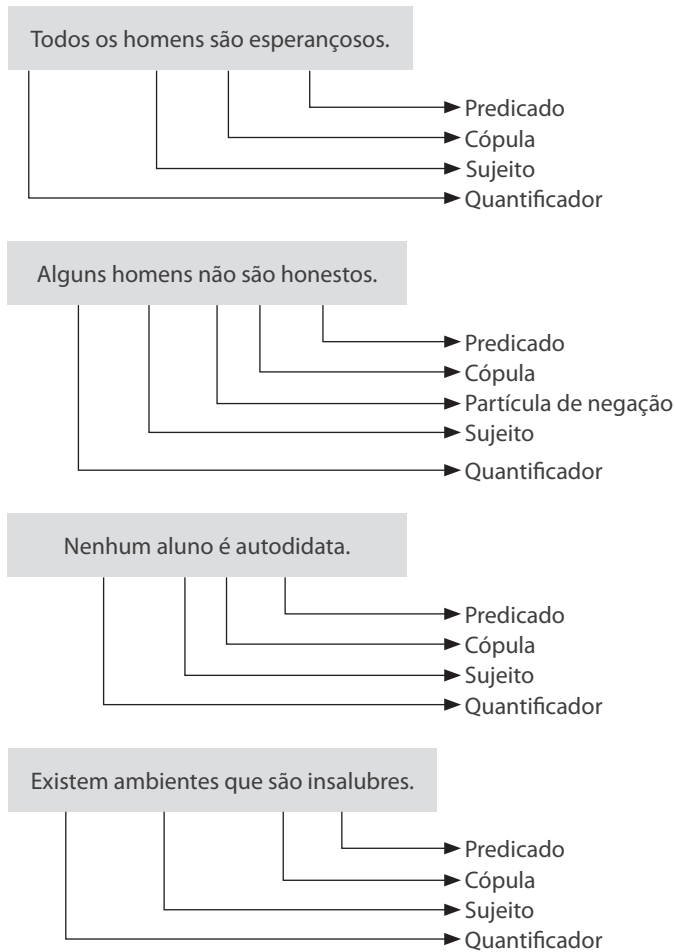 Todos os homens são esperançosos.
Predicado
Cópula
Sujeito
Quantificador
Alguns homens não são honestos.
Predicado
Cópula
Partícula de negação
Sujeito
Quantificador
Nenhum aluno é autodidata.
Predicado
Cópula
Sujeito
Quantificador
Existem ambientes que são insalubres.
Predicado
Cópula
Sujeito
Quantificador